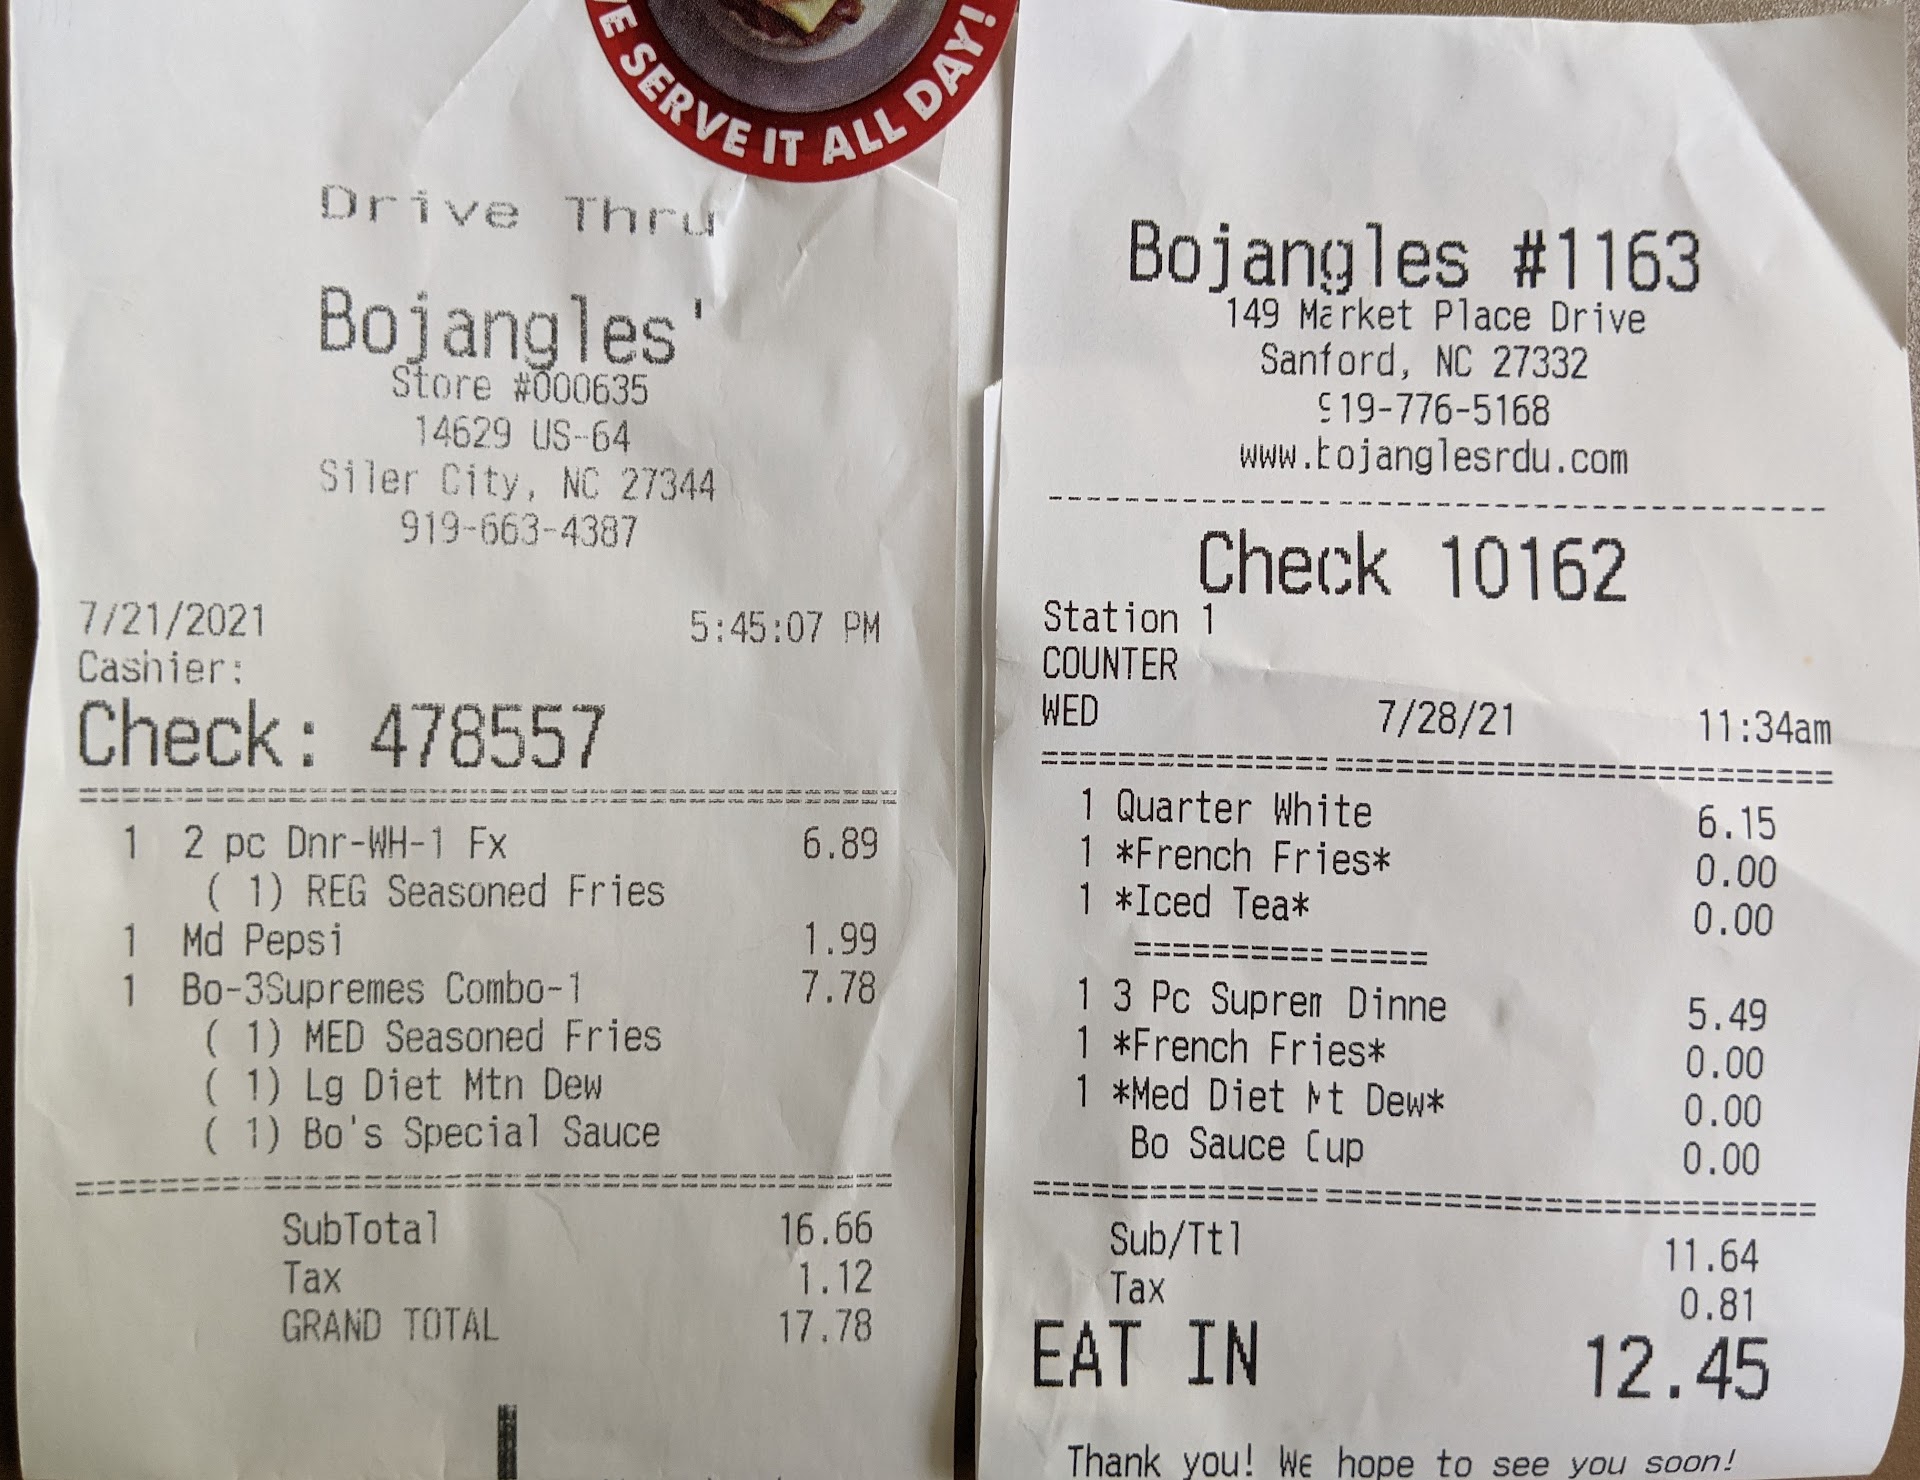 WE SERVE IT ALL DAY!
Drive Thru
Bojangles'
Store #000635
14629 US-64
Siler City, NC 27344
919-663-4387
7/21/2021 5:45:07 PM
Cashier:
Check: 478557
1 2 pc Dnr-WH-1 Fx 6.89
( 1) REG Seasoned Fries
1 Md Pepsi 1.99
1 Bo-3Supremes Combo-1 7.78
( 1) MED Seasoned Fries
( 1) Lg Diet Mtn Dew
( 1) Bo's Special Sauce
SubTotal 16.66
Tax 1.12
GRAND TOTAL 17.78
Bojangles #1163
149 Market Place Drive
Sanford, NC 27332
919-776-5168
www.bojanglesrdu.com
Check 10162
Station 1
COUNTER
WED 7/28/21 11:34am
1 Quarter White 6.15
1 *French Fries* 0.00
1 *Iced Tea* 0.00
1 3 Pc Suprem Dinne 5.49
1 *French Fries* 0.00
1 *Med Diet Mt Dew* 0.00
Bo Sauce Cup 0.00
Sub/Ttl 11.64
Tax 0.81
EAT IN 12.45
Thank you! We hope to see you soon!